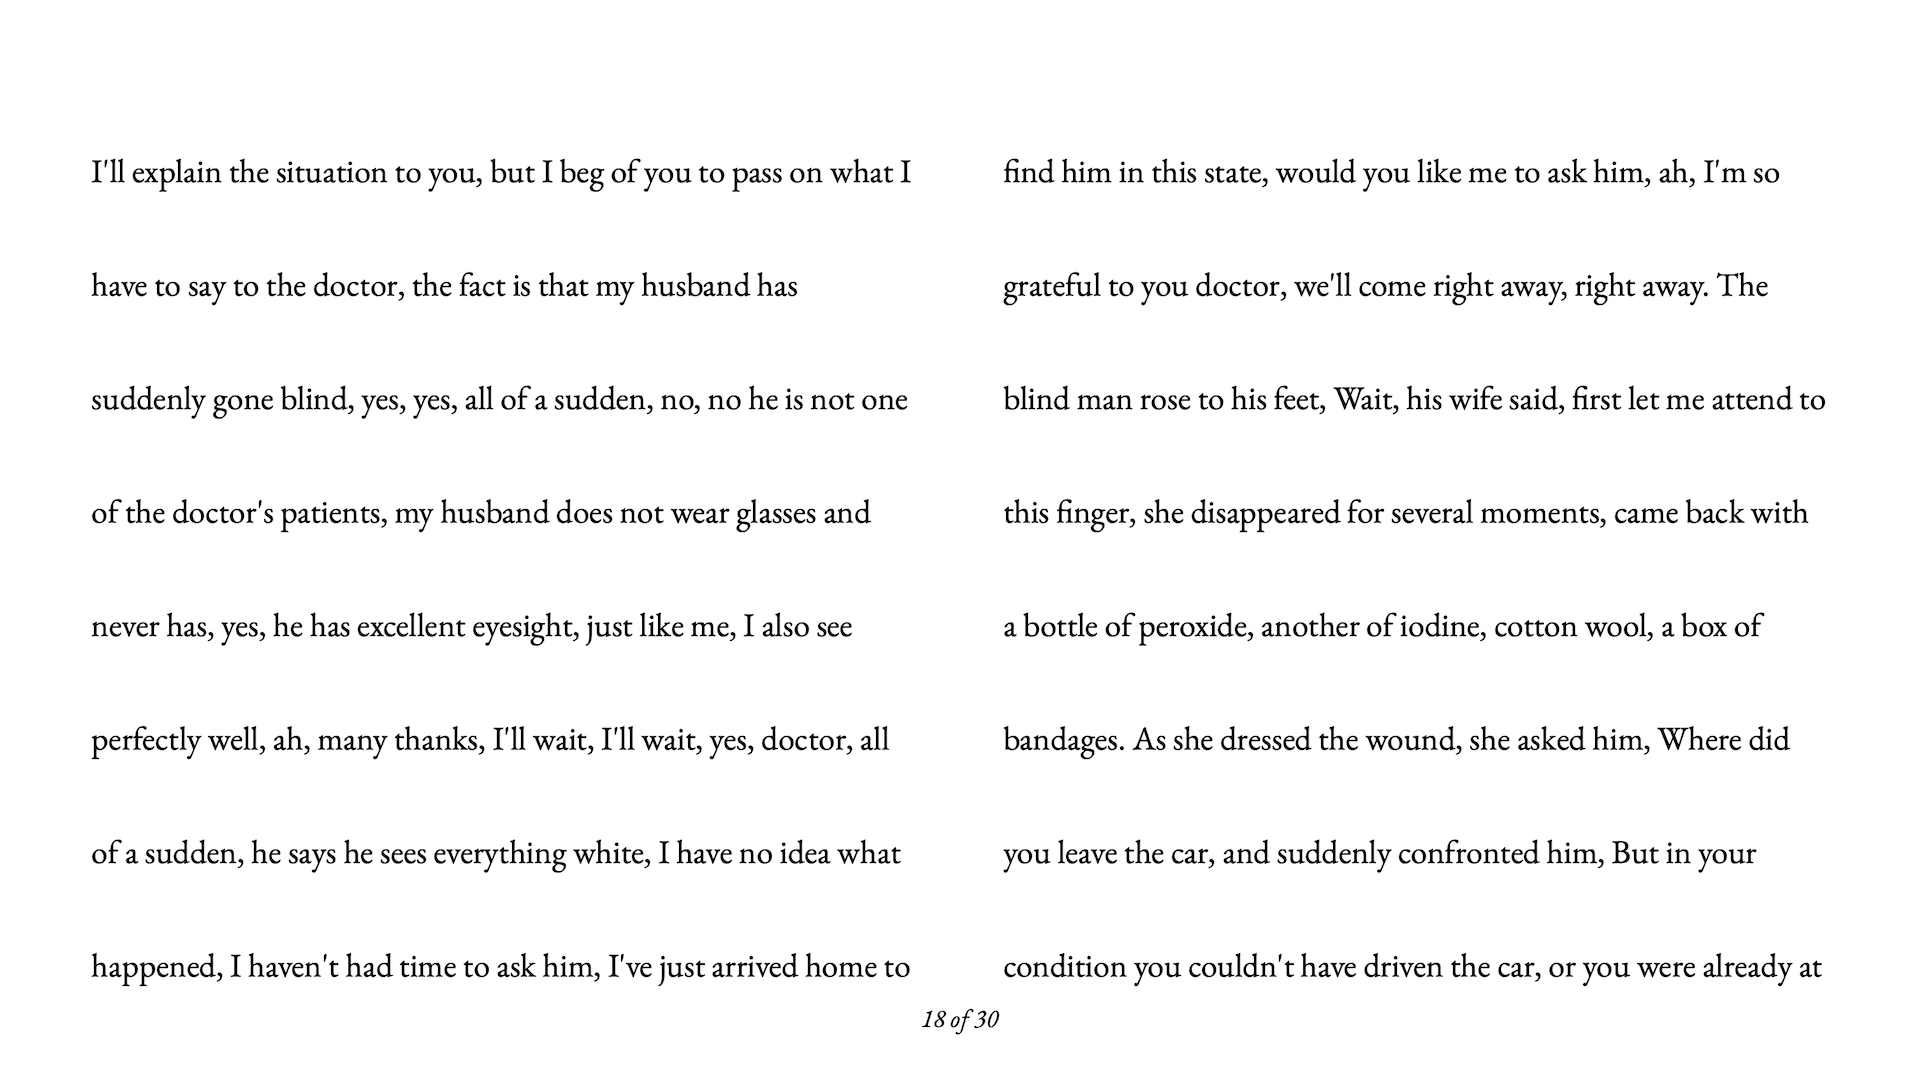 I'll explain the situation to you, but I beg of you to pass on what I
have to say to the doctor, the fact is that my husband has
suddenly gone blind, yes, yes, all of a sudden, no, no he is not one
of the doctor's patients, my husband does not wear glasses and
never has, yes, he has excellent eyesight, just like me, I also see
perfectly well, ah, many thanks, I'll wait, I'll wait, yes, doctor, all
of a sudden, he says he sees everything white, I have no idea what
happened, I haven't had time to ask him, I've just arrived home to
find him in this state, would you like me to ask him, ah, I'm so
grateful to you doctor, we'll come right away, right away. The
blind man rose to his feet, Wait, his wife said, first let me attend to
this finger, she disappeared for several moments, came back with
a bottle of peroxide, another of iodine, cotton wool, a box of
bandages. As she dressed the wound, she asked him, Where did
you leave the car, and suddenly confronted him, But in your
condition you couldn't have driven the car, or you were already at
18 of 30